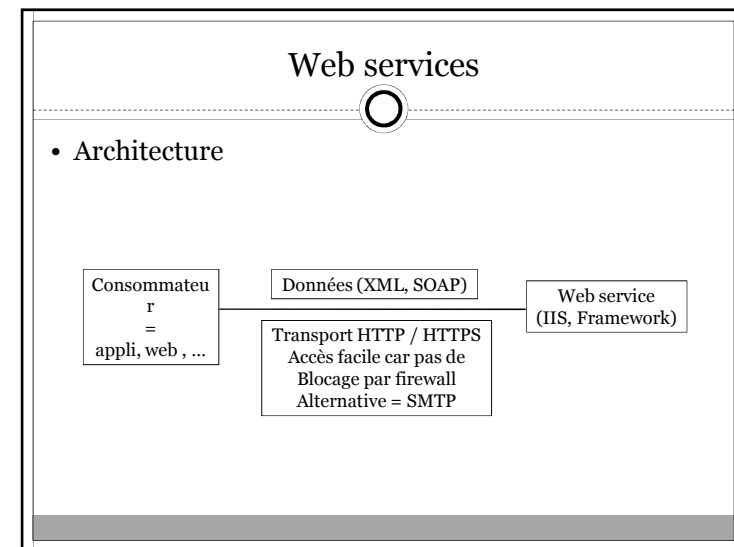 Web services
• Architecture
Consommateu
r
=
appli, web , ...
Données (XML, SOAP)
Transport HTTP / HTTPS
Accès facile car pas de
Blocage par firewall
Alternative = SMTP
Web service
(IIS, Framework)